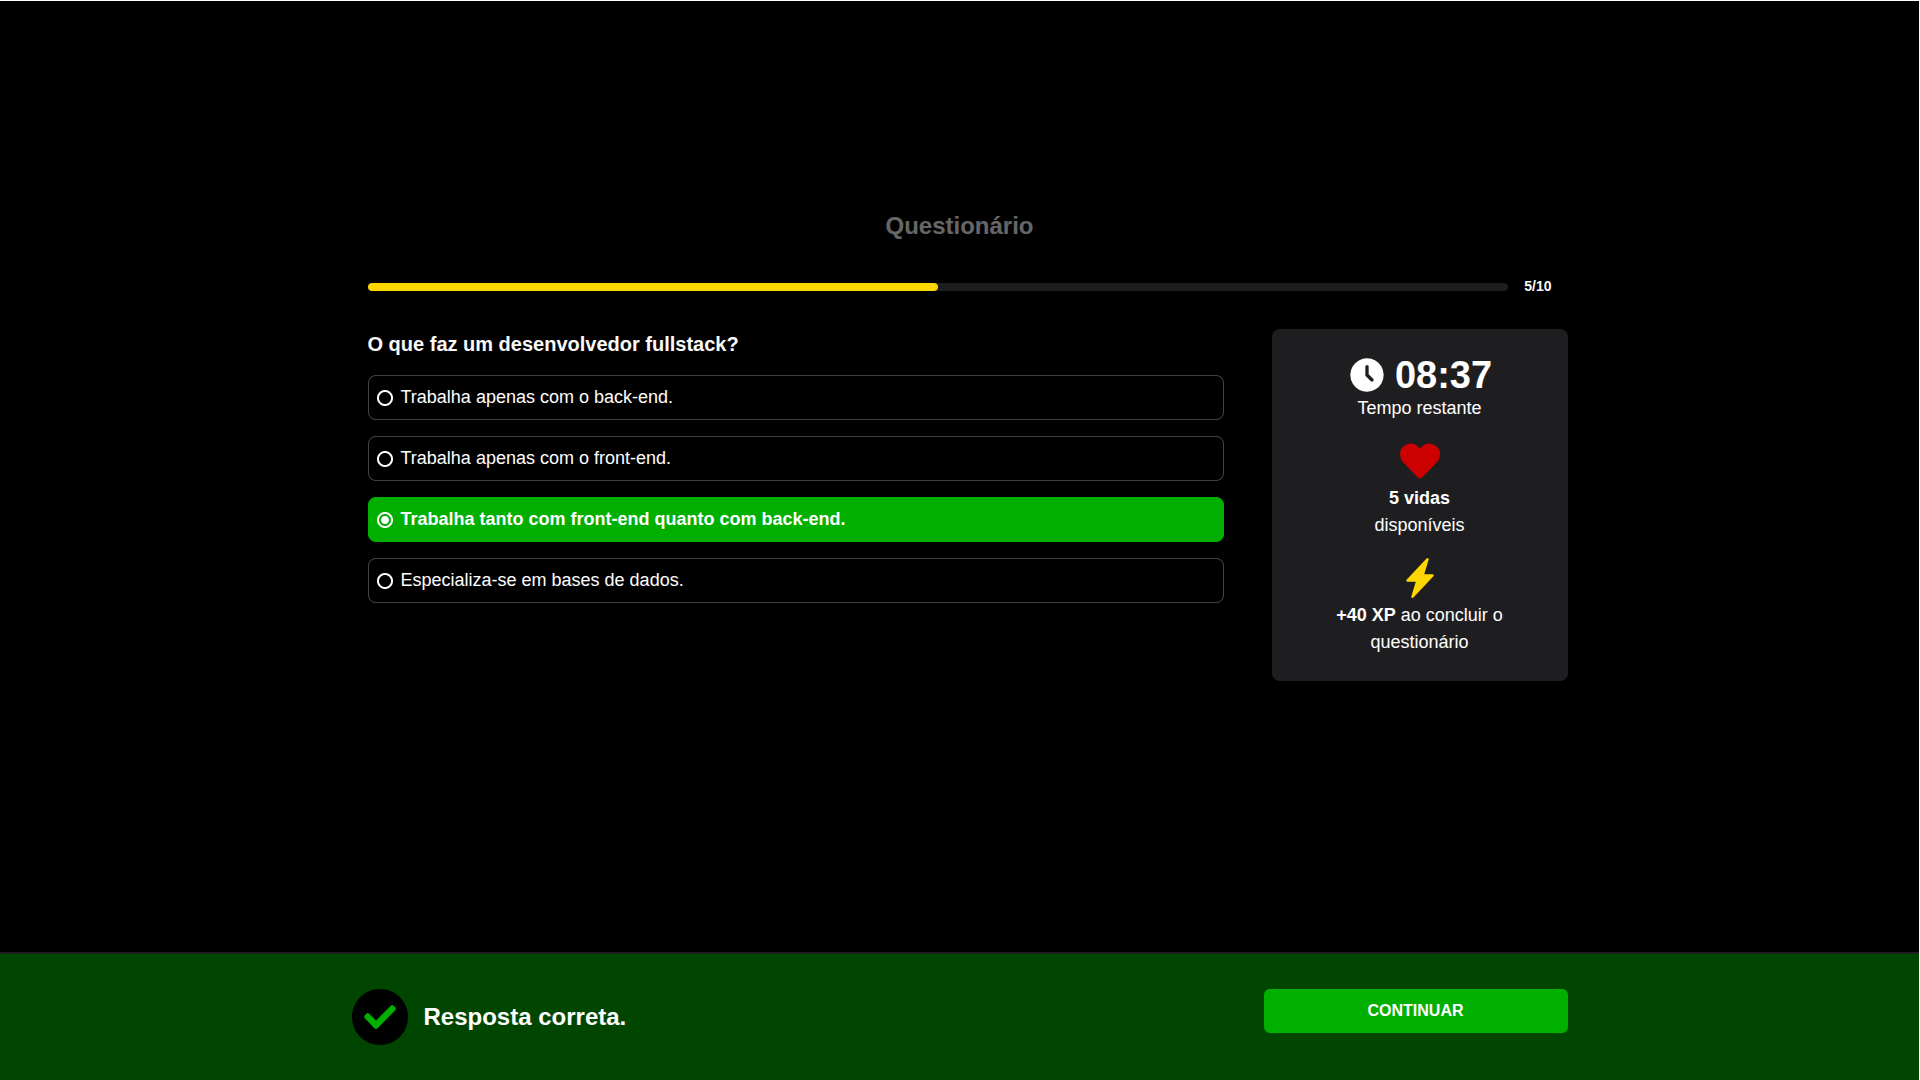 Questionário
5/10
O que faz um desenvolvedor fullstack?
Trabalha apenas com o back-end.
Trabalha apenas com o front-end.
Trabalha tanto com front-end quanto com back-end.
Especializa-se em bases de dados.
08:37
Tempo restante
5 vidas
disponíveis
+40 XP ao concluir o
questionário
Resposta correta.
CONTINUAR